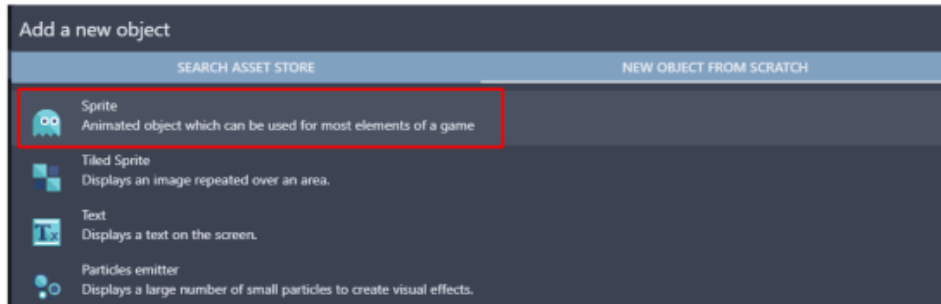 Add a new object
SEARCH ASSET STORE NEW OBJECT FROM SCRATCH
Sprite
Animated object which can be used for most elements of a game
Tiled Sprite
Displays an image repeated over an area.
Text
Displays a text on the screen.
Particles emitter
Displays a large number of small particles to create visual effects.